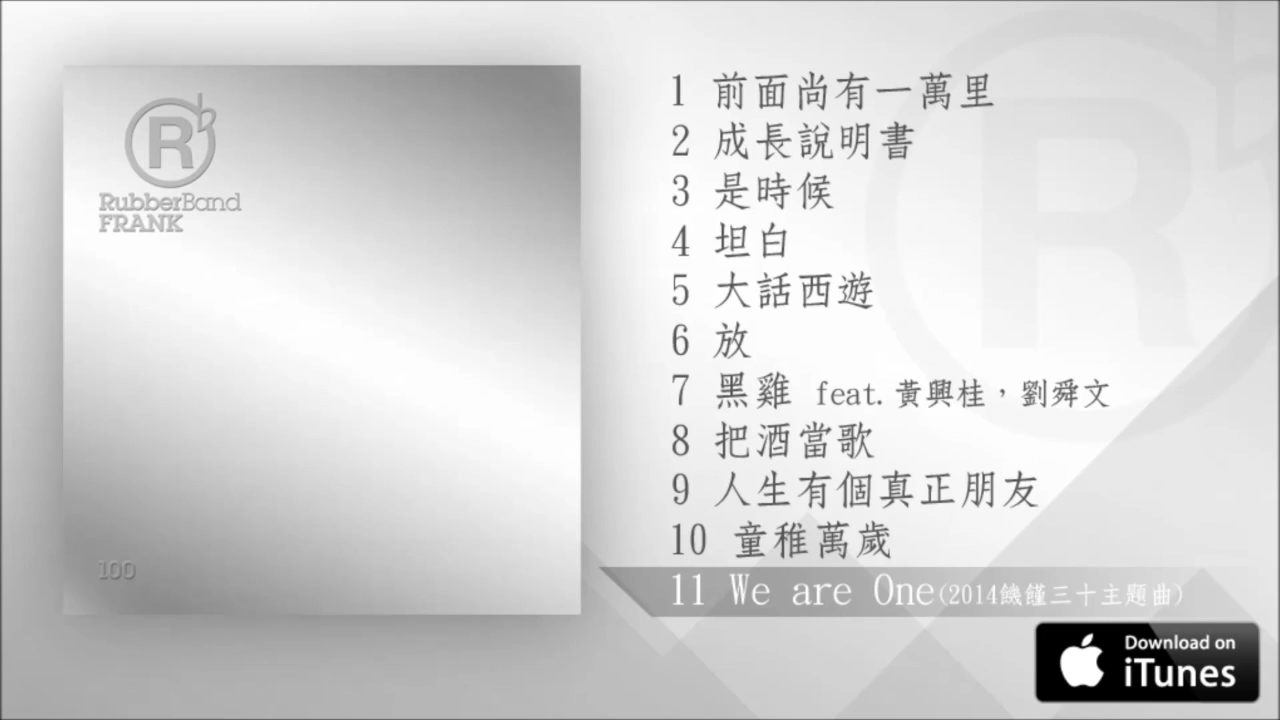 R
RubberBand
FRANK
100
1 前面尚有一萬里
2 成長說明書
3 是時候
4 坦白
5 大話西遊
6 放
7 黑雞 feat.黃興桂，劉舜文
8 把酒當歌
9 人生有個真正朋友
10 童稚萬歲
11 We are One(2014饑饉三十主題曲)
Download on
iTunes